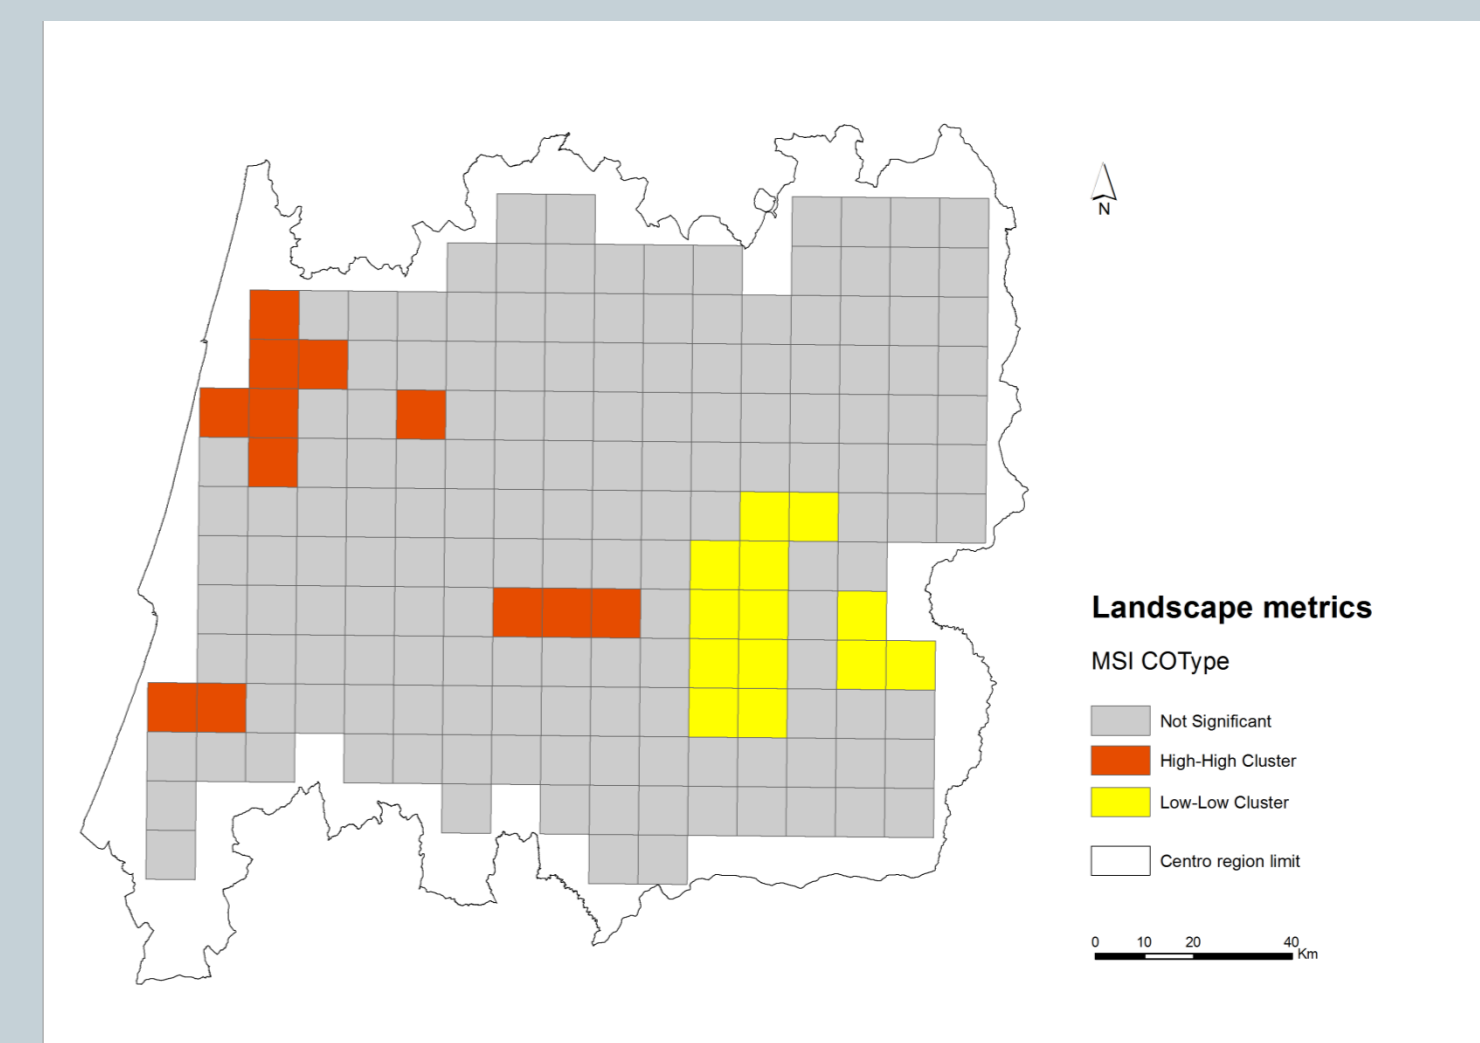 N
Landscape metrics
MSI COType
Not Significant
High-High Cluster
Low-Low Cluster
Centro region limit
0 10 20 40 Km